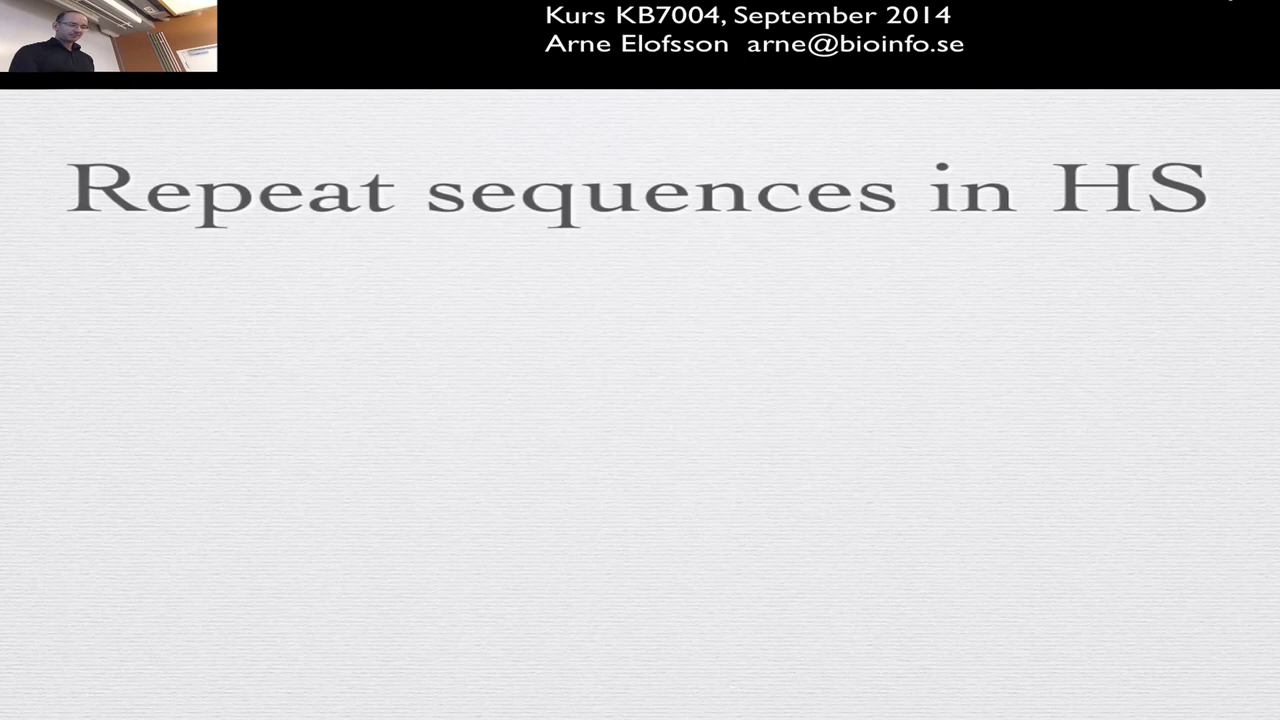 Kurs KB7004, September 2014
Arne Elofsson arne@bioinfo.se
Repeat sequences in HS